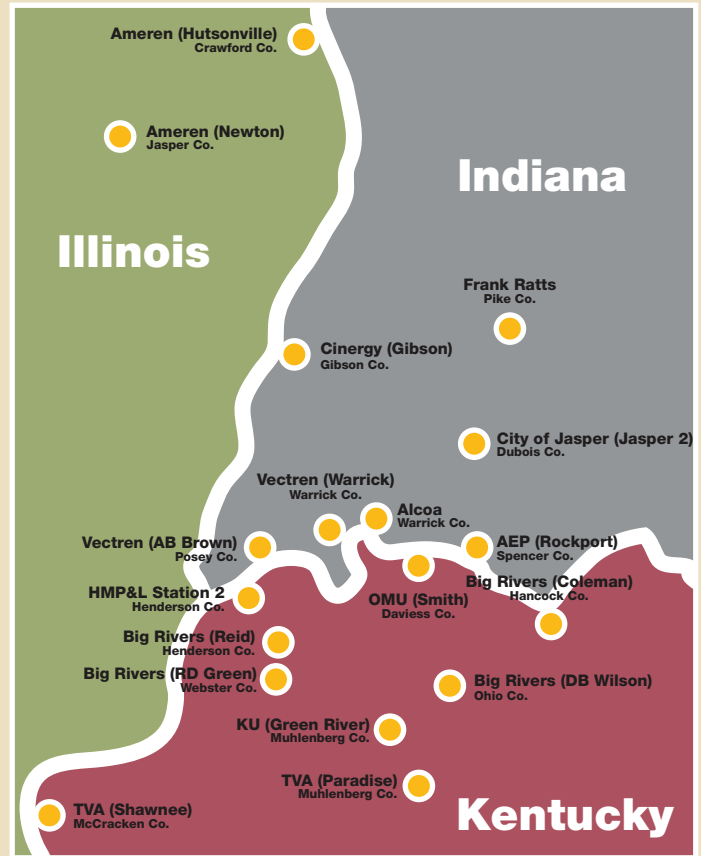 Ameren (Hutsonville)
Crawford Co.
Ameren (Newton)
Jasper Co.
Indiana
Illinois
Frank Ratts
Pike Co.
Cinergy (Gibson)
Gibson Co.
City of Jasper (Jasper 2)
Dubois Co.
Vectren (Warrick)
Warrick Co.
Alcoa
Warrick Co.
Vectren (AB Brown)
Posey Co.
AEP (Rockport)
Spencer Co.
Big Rivers (Coleman)
Hancock Co.
HMP&L Station 2
Henderson Co.
OMU (Smith)
Daviess Co.
Big Rivers (Reid)
Henderson Co.
Big Rivers (RD Green)
Webster Co.
Big Rivers (DB Wilson)
Ohio Co.
KU (Green River)
Muhlenberg Co.
TVA (Paradise)
Muhlenberg Co.
TVA (Shawnee)
McCracken Co.
Kentucky